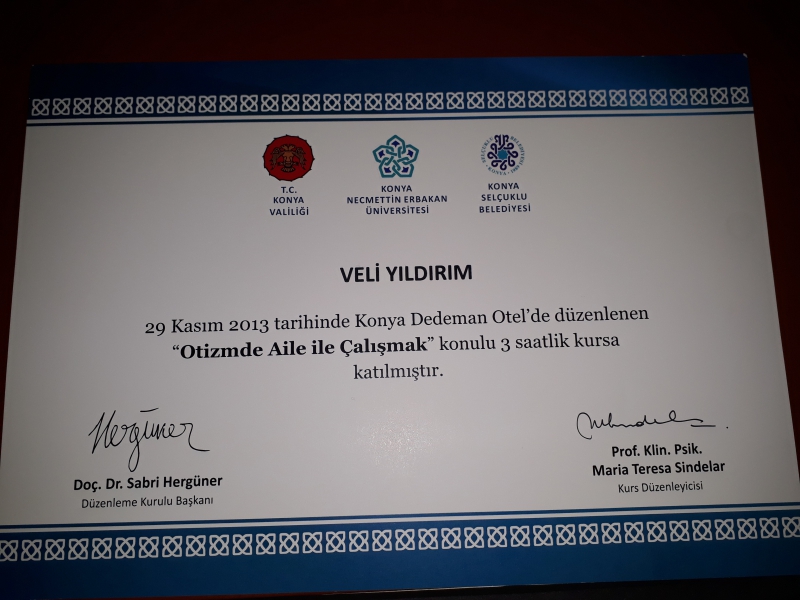 T.C.
KONYA
VALİLİĞİ
KONYA
NECMETTİN ERBAKAN
ÜNİVERSİTESİ
KONYA
SELÇUKLU
BELEDİYESİ
VELİ YILDIRIM
29 Kasım 2013 tarihinde Konya Dedeman Otel'de düzenlenen
“Otizmde Aile ile Çalışmak” konulu 3 saatlik kursa
katılmıştır.
Hergüner
Doç. Dr. Sabri Hergüner
Düzenleme Kurulu Başkanı
Prof. Klin. Psik.
Maria Teresa Sindelar
Kurs Düzenleyicisi